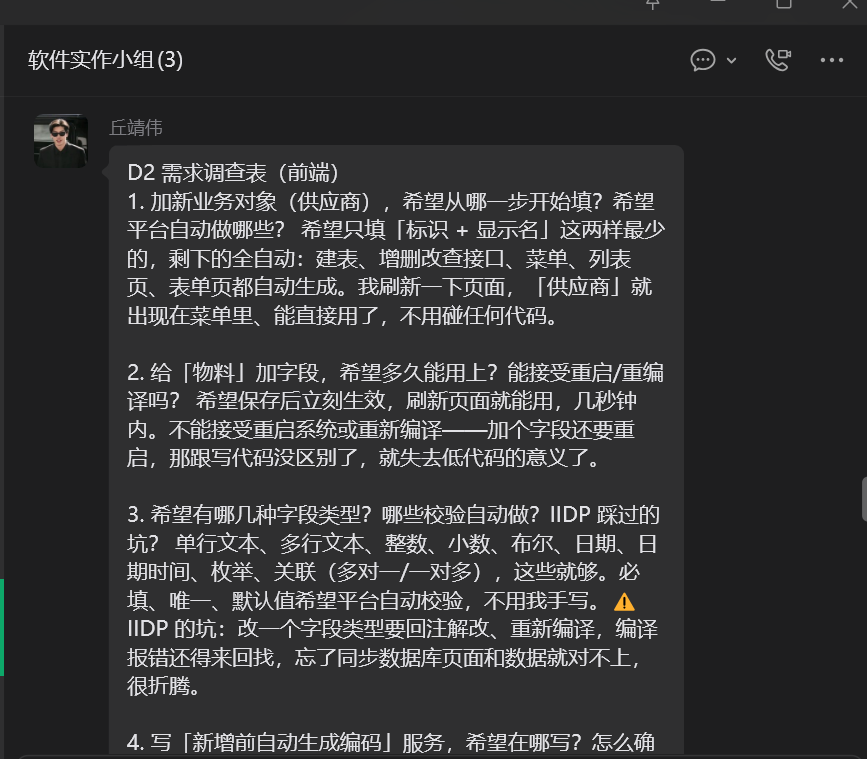 软件实作小组(3)
丘靖伟
D2 需求调查表（前端）
1. 加新业务对象（供应商），希望从哪一步开始填？希望
平台自动做哪些？ 希望只填「标识 + 显示名」这两样最少
的，剩下的全自动：建表、增删改查接口、菜单、列表
页、表单页都自动生成。我刷新一下页面，「供应商」就
出现在菜单里、能直接用了，不用碰任何代码。
2. 给「物料」加字段，希望多久能用上？能接受重启/重编
译吗？ 希望保存后立刻生效，刷新页面就能用，几秒钟
内。不能接受重启系统或重新编译——加个字段还要重
启，那跟写代码没区别了，就失去低代码的意义了。
3. 希望有哪几种字段类型？哪些校验自动做？IIDP 踩过的
坑？ 单行文本、多行文本、整数、小数、布尔、日期、日
期时间、枚举、关联（多对一/一对多），这些就够。必
填、唯一、默认值希望平台自动校验，不用我手写。⚠️
IIDP 的坑：改一个字段类型要回注解改、重新编译，编译
报错还得来回找，忘了同步数据库页面和数据就对不上，
很折腾。
4. 写「新增前自动生成编码」服务，希望在哪写？怎么确